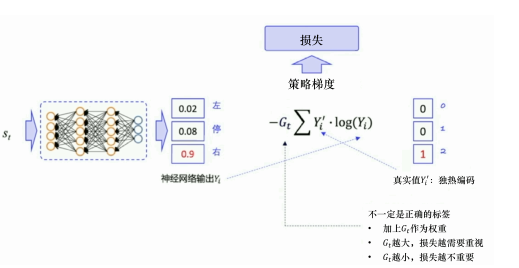 损失
策略梯度
s_t
0.02 左
0.08 停
0.9 右
-G_t ∑ Y_i' · log(Y_i)
0 0
0 1
1 2
神经网络输出Y_i
真实值Y_i'：独热编码
不一定是正确的标签
• 加上G_t作为权重
• G_t越大，损失越需要重视
• G_t越小，损失越不重要